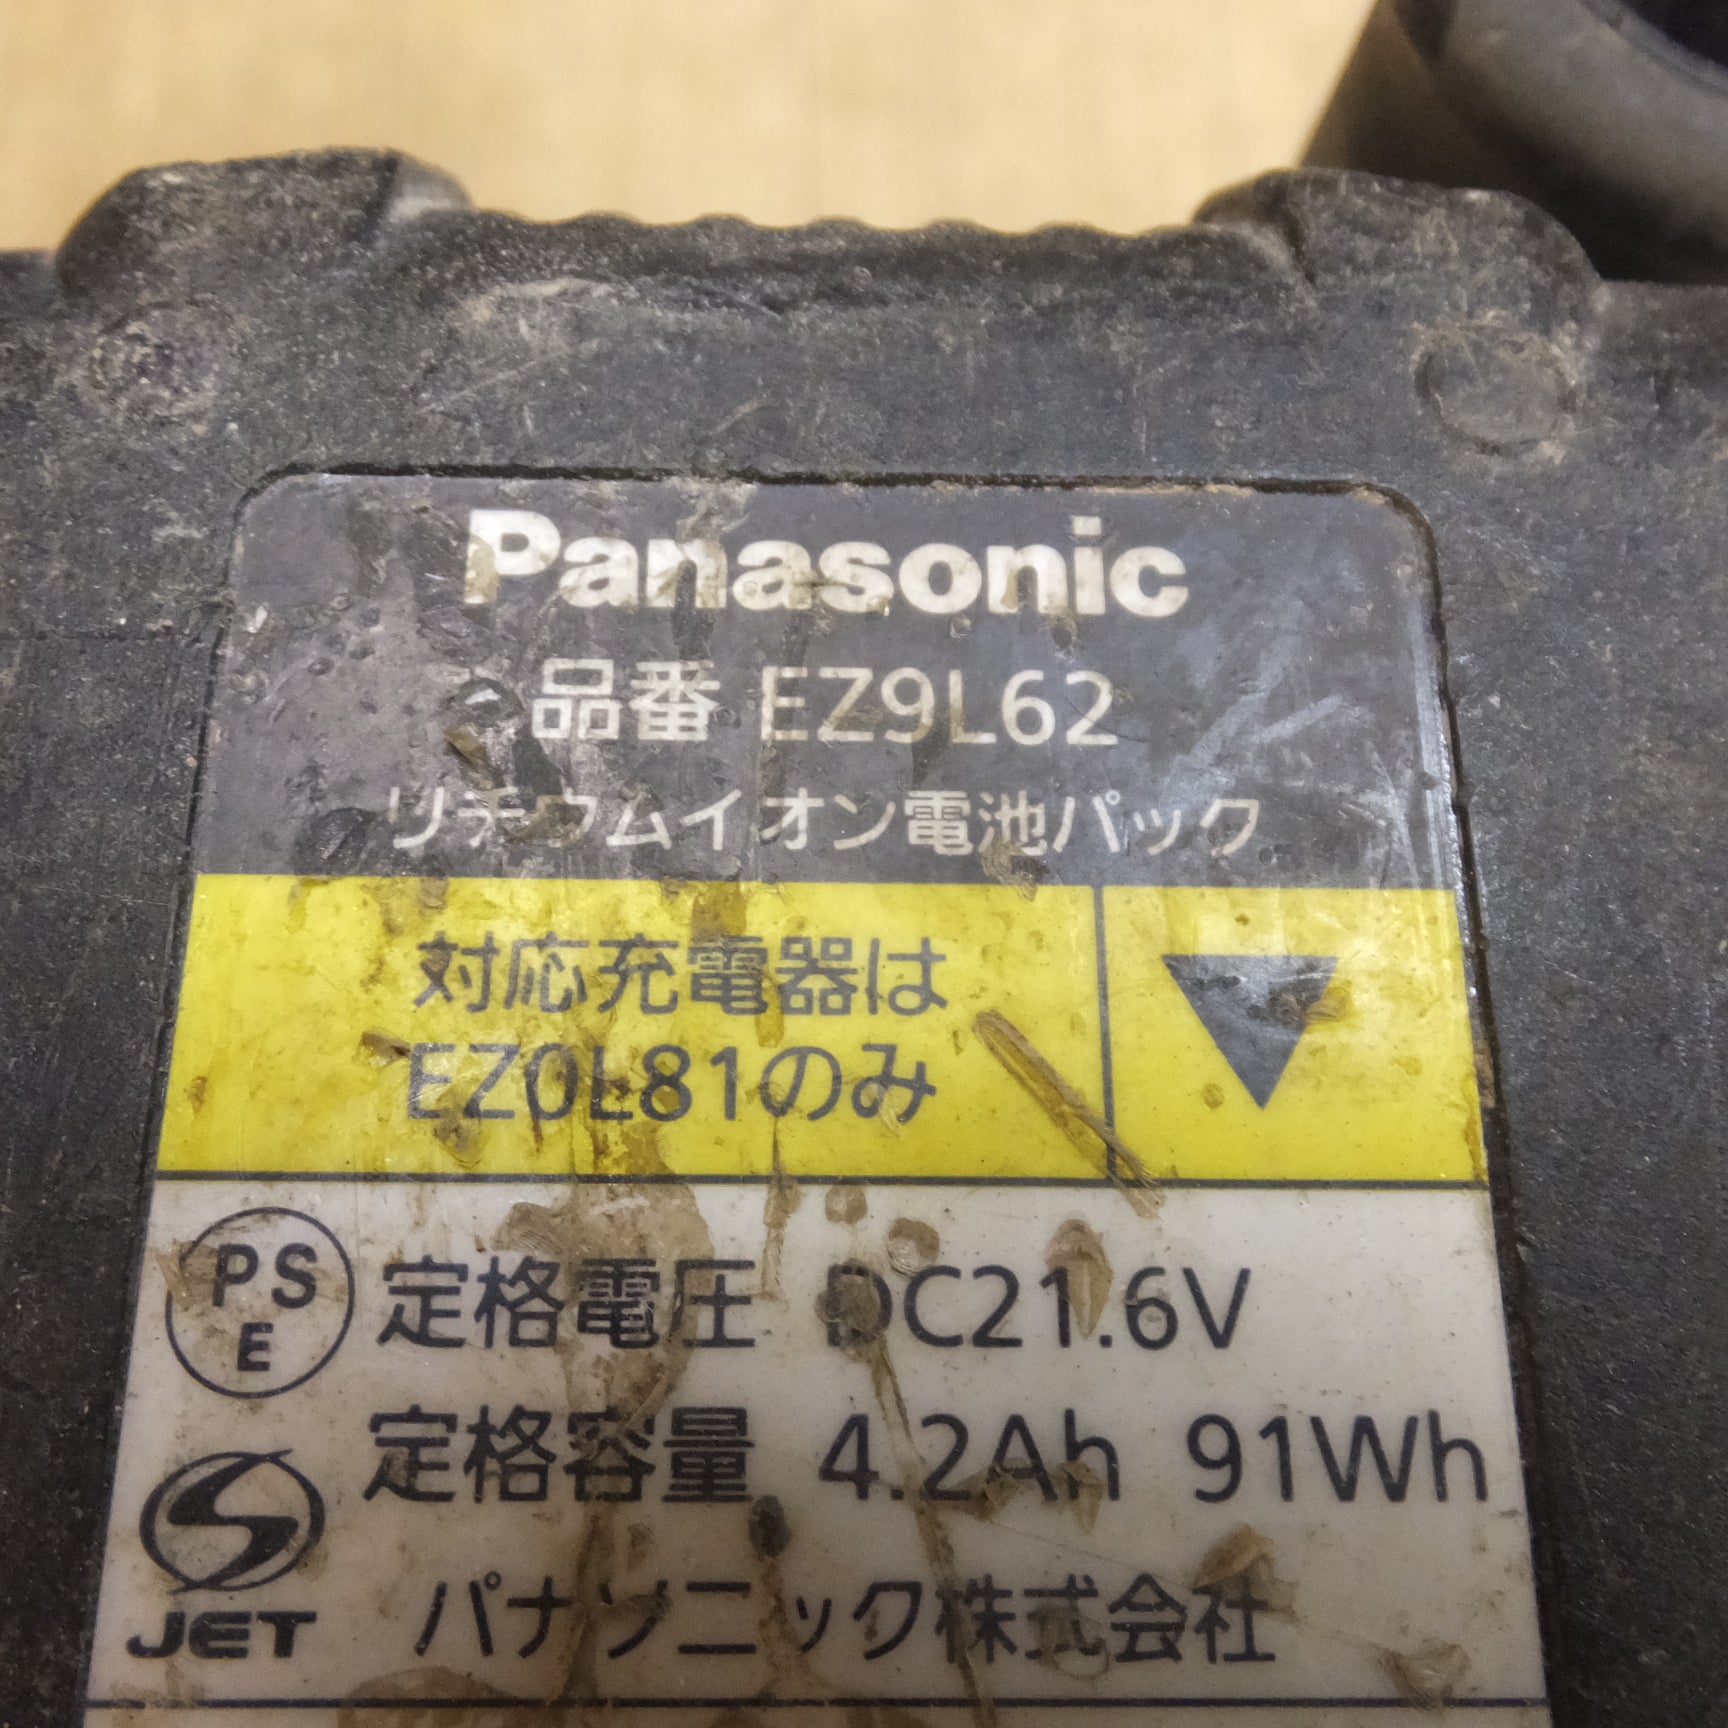 Panasonic
品番 EZ9L62
リチウムイオン電池パック
対応充電器は
EZ0L81のみ
PS
E
定格電圧 DC21.6V
定格容量 4.2Ah 91Wh
JET
パナソニック株式会社